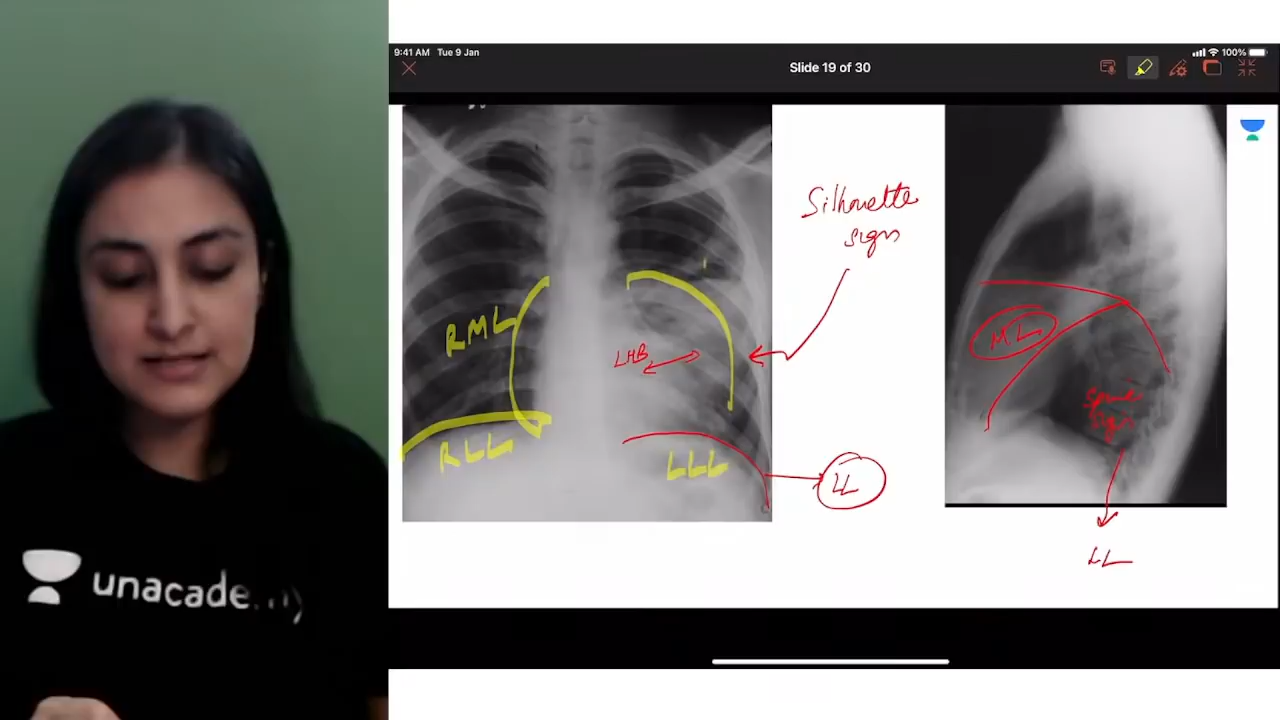 9:41 AM Tue 9 Jan
100%
Slide 19 of 30
Silhouette
sign
RML
LHB
RLL
LLL
LL
ML
Spine
sign
LL
unacademy